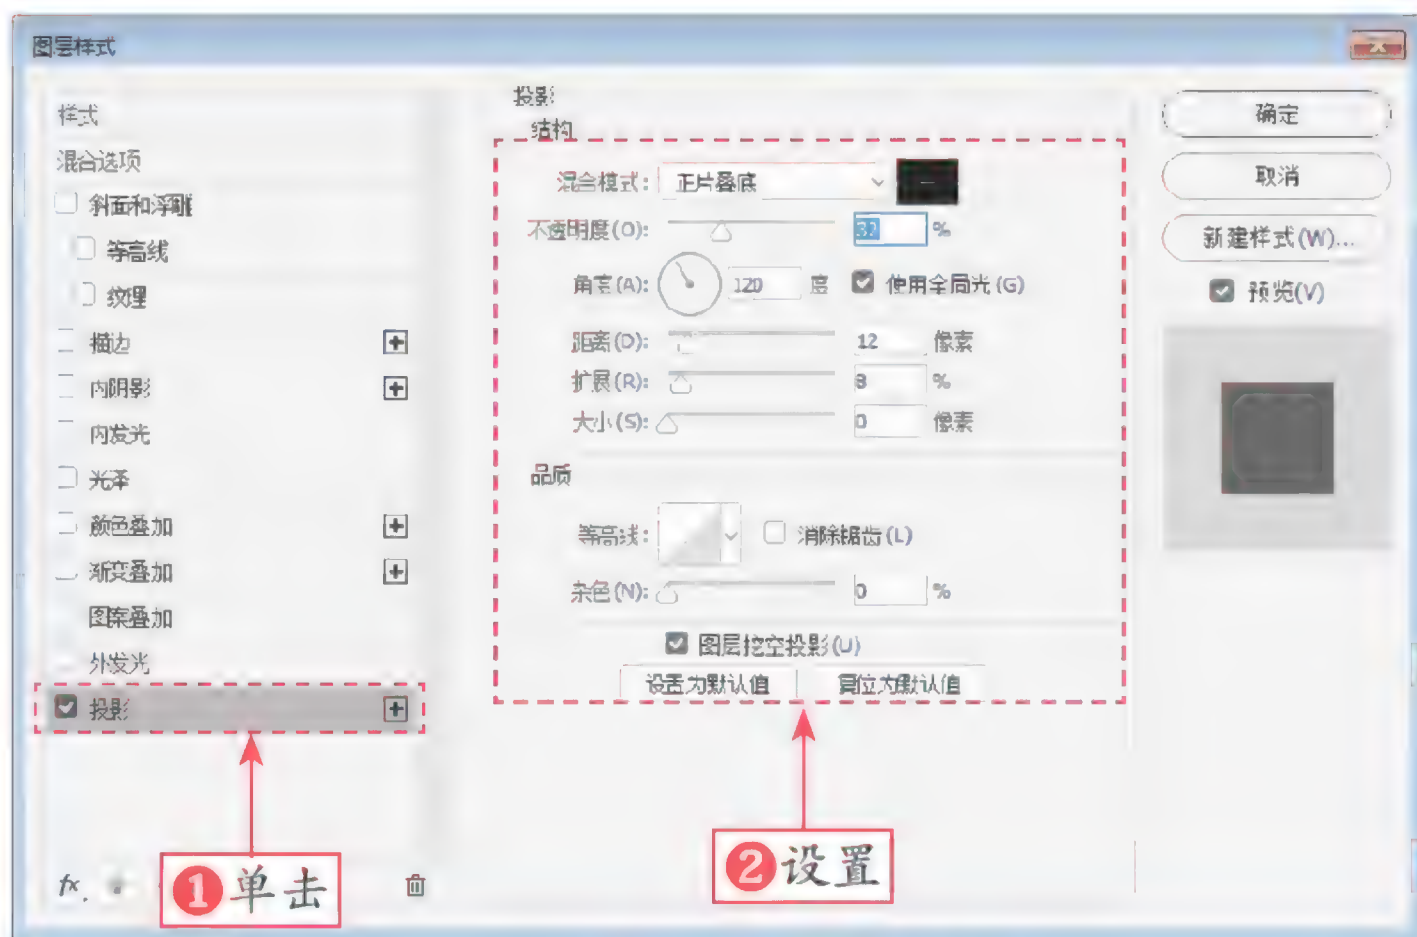 图层样式
样式
混合选项
斜面和浮雕
等高线
纹理
描边
内阴影
内发光
光泽
颜色叠加
渐变叠加
图案叠加
外发光
投影
fx
❶单击
投影
结构
混合模式: 正片叠底
不透明度(O): 32 %
角度(A): 120 度 使用全局光(G)
距离(D): 12 像素
扩展(R): 8 %
大小(S): 0 像素
品质
等高线: 消除锯齿(L)
杂色(N): 0 %
图层挖空投影(U)
设置为默认值 复位为默认值
❷设置
确定
取消
新建样式(W)...
预览(V)